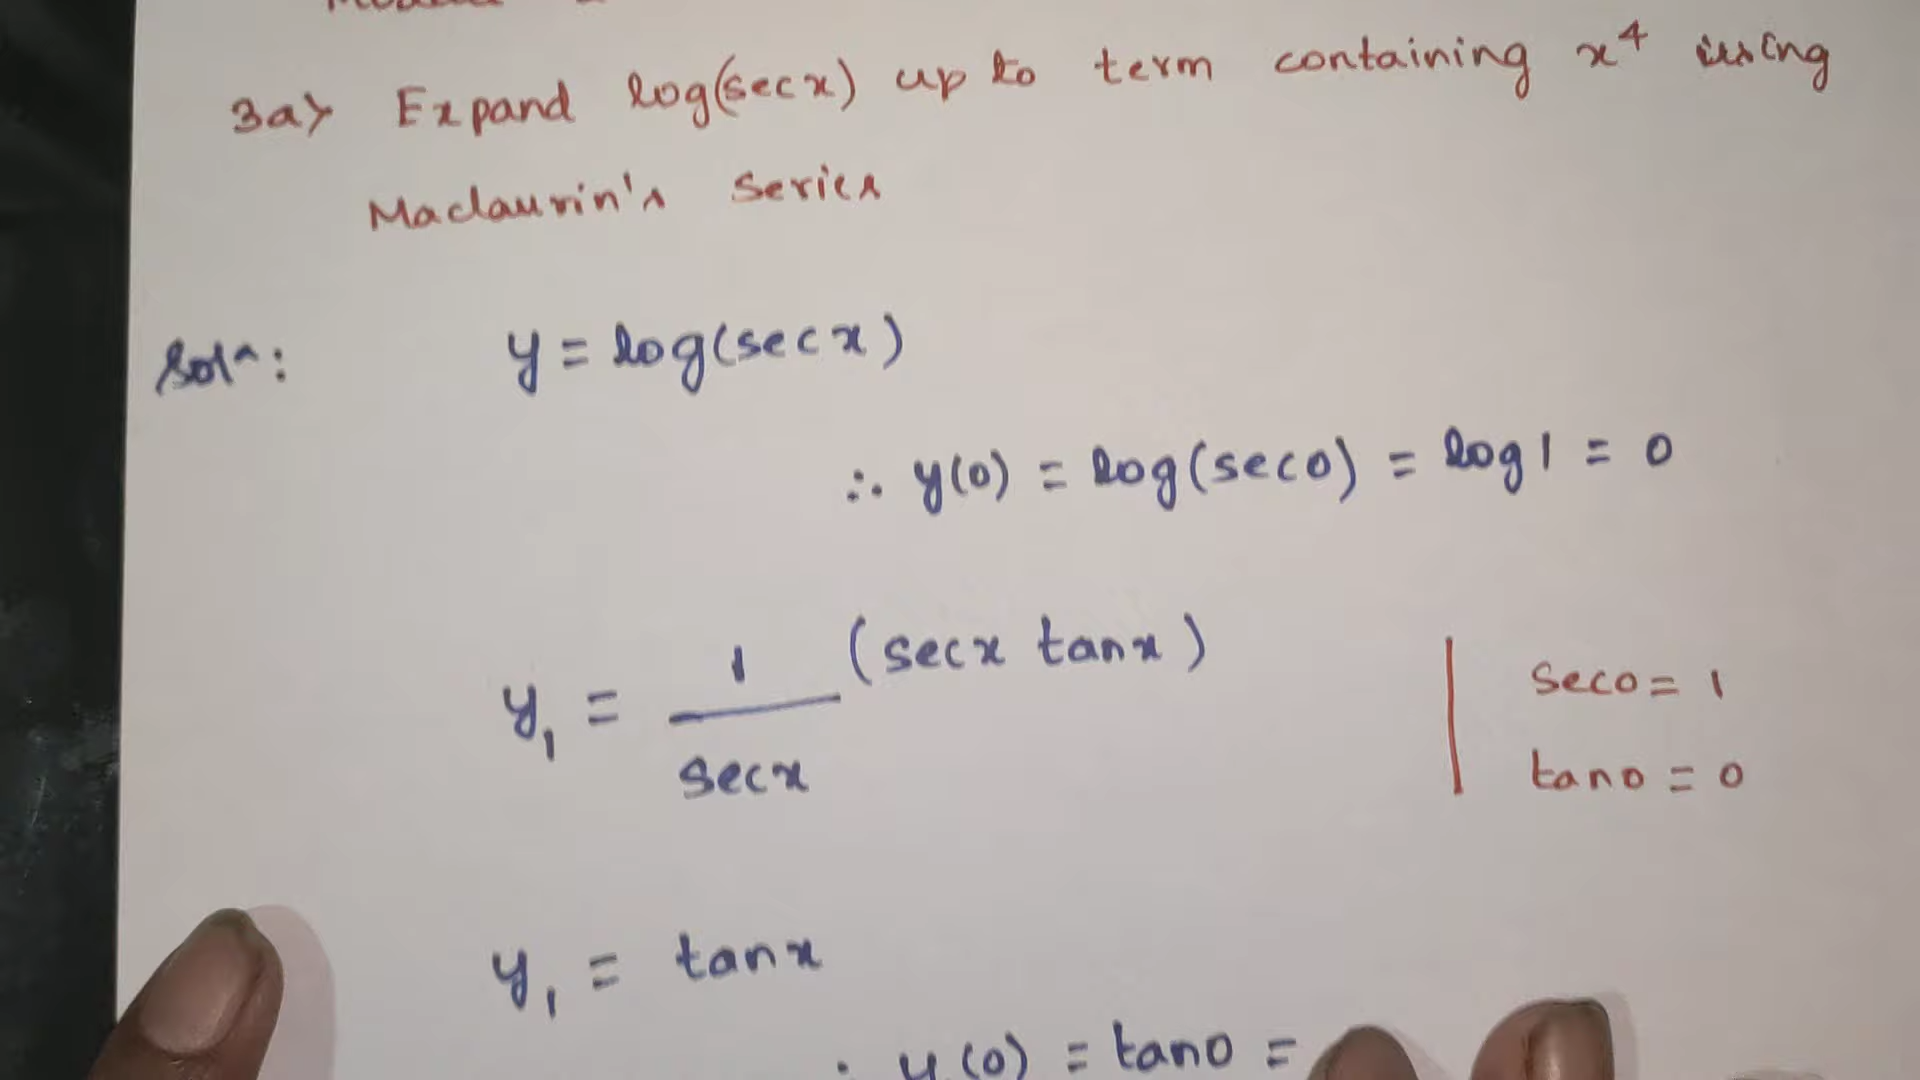 3a> Expand log(secx) up to term containing x⁴ using
Maclaurin's series
Solⁿ: y = log(secx)
∴ y(0) = log(sec0) = log1 = 0
y₁ = 1/secx (secx tanx)
sec0 = 1
tan0 = 0
y₁ = tanx
∴ y₁(0) = tan0 =